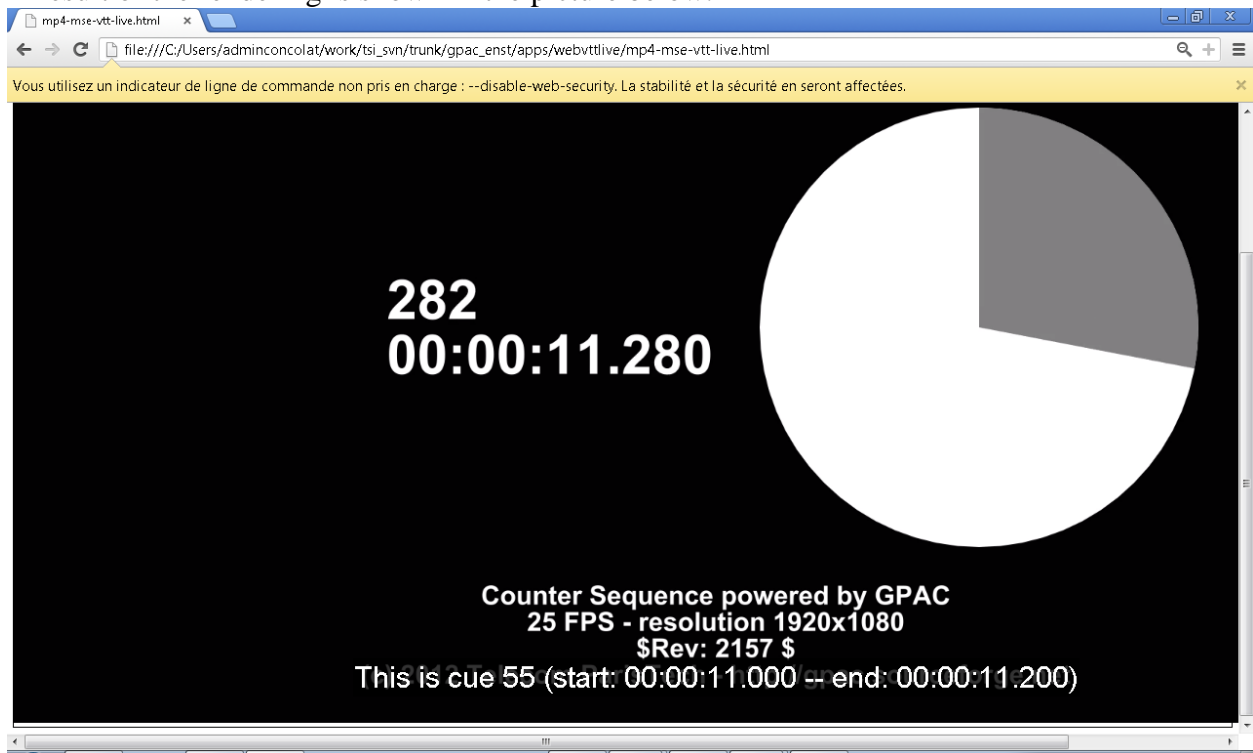 mp4-mse-vtt-live.html
file:///C:/Users/adminconcolat/work/tsi_svn/trunk/gpac_enst/apps/webvttlive/mp4-mse-vtt-live.html
Vous utilisez un indicateur de ligne de commande non pris en charge : --disable-web-security. La stabilité et la sécurité en seront affectées.
282
00:00:11.280
Counter Sequence powered by GPAC
25 FPS - resolution 1920x1080
$Rev: 2157 $
This is cue 55 (start: 00:00:11.000 -- end: 00:00:11.200)